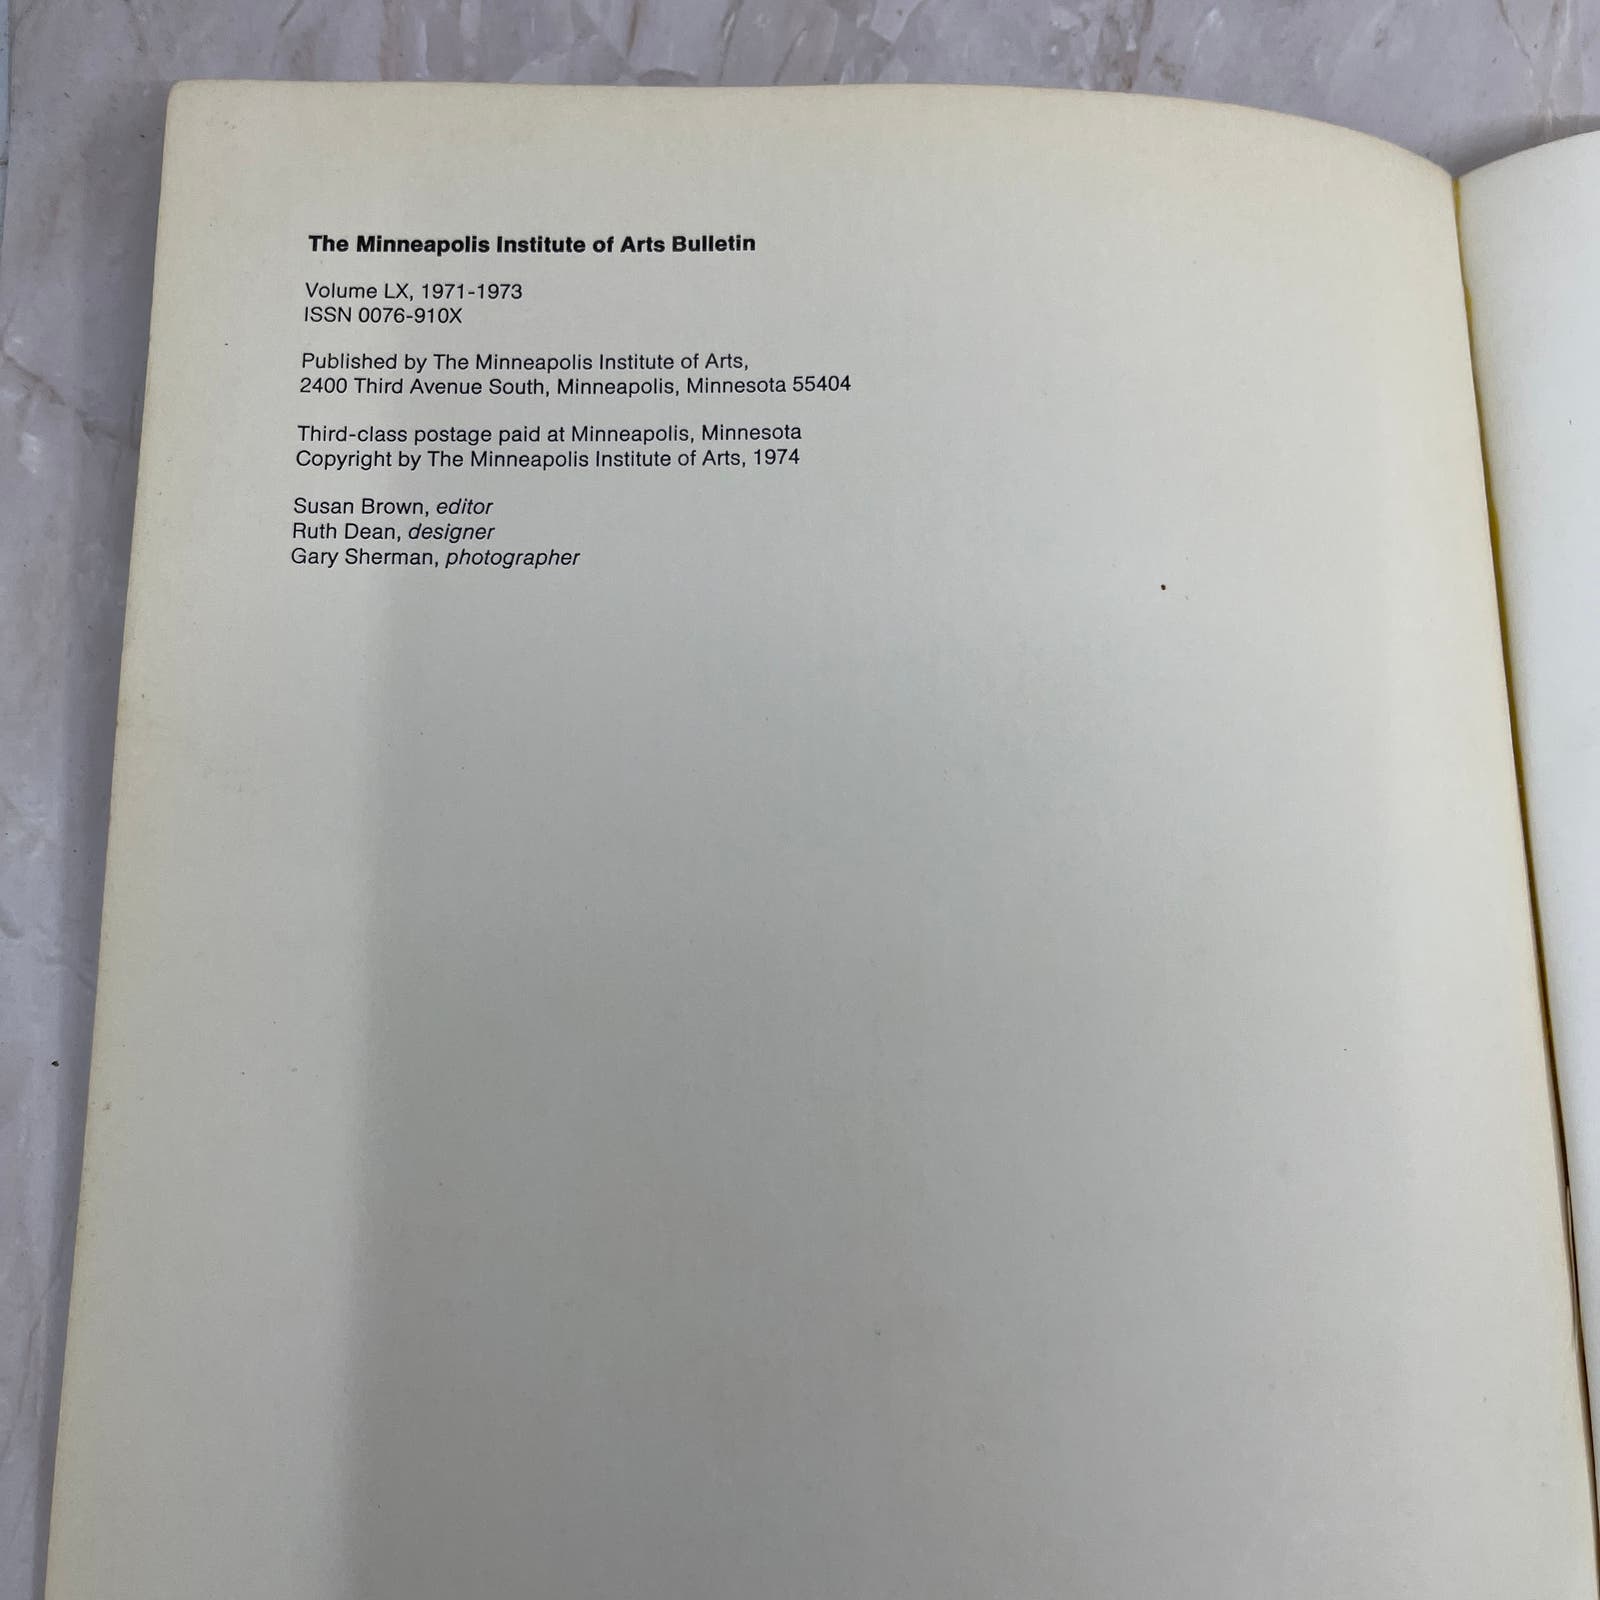 The Minneapolis Institute of Arts Bulletin
Volume LX, 1971-1973
ISSN 0076-910X
Published by The Minneapolis Institute of Arts,
2400 Third Avenue South, Minneapolis, Minnesota 55404
Third-class postage paid at Minneapolis, Minnesota
Copyright by The Minneapolis Institute of Arts, 1974
Susan Brown, editor
Ruth Dean, designer
Gary Sherman, photographer